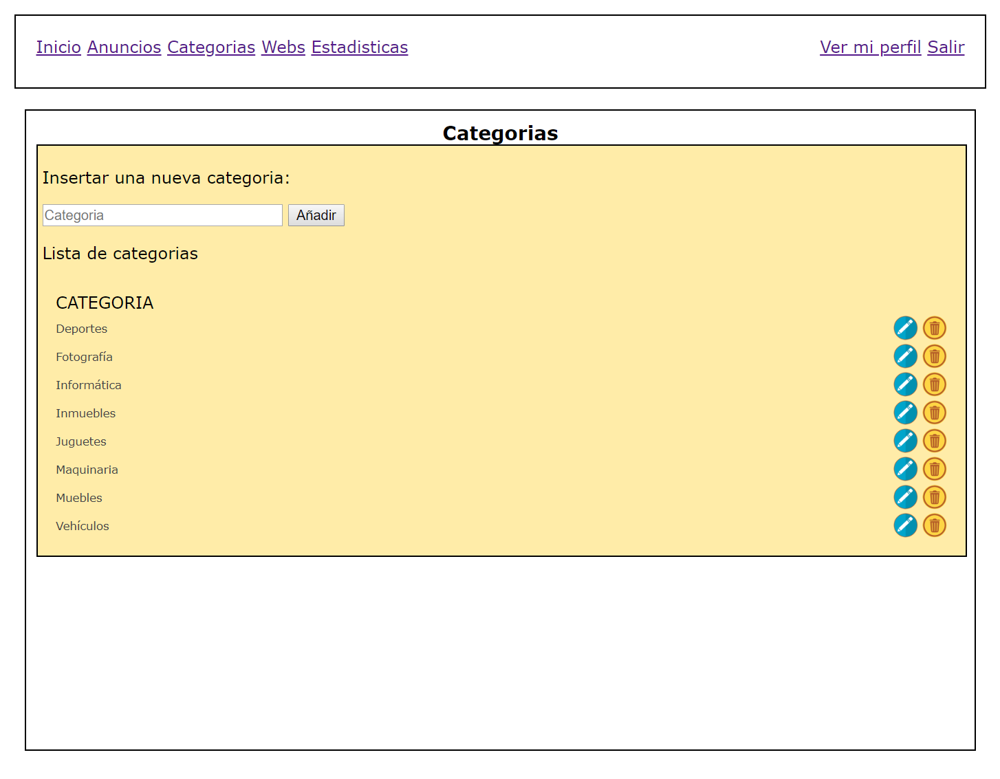 Inicio Anuncios Categorias Webs Estadisticas Ver mi perfil Salir
Categorias
Insertar una nueva categoria:
Categoria Añadir
Lista de categorias
CATEGORIA
Deportes
Fotografía
Informática
Inmuebles
Juguetes
Maquinaria
Muebles
Vehículos